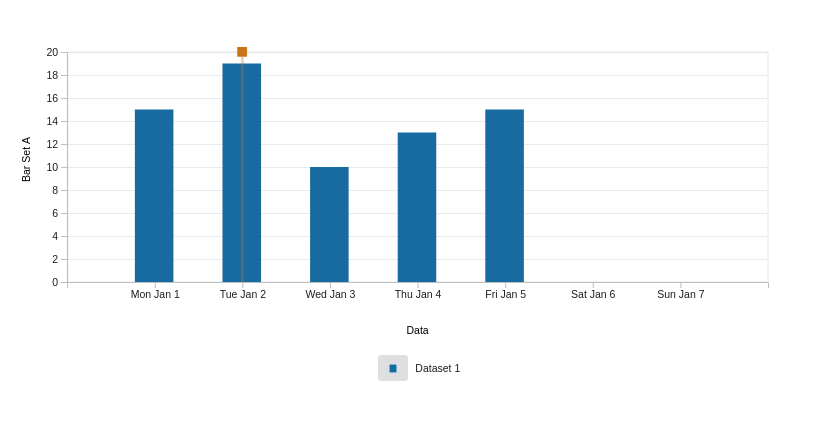 20
18
16
14
12
10
8
6
4
2
0
Bar Set A
Mon Jan 1 Tue Jan 2 Wed Jan 3 Thu Jan 4 Fri Jan 5 Sat Jan 6 Sun Jan 7
Data
Dataset 1